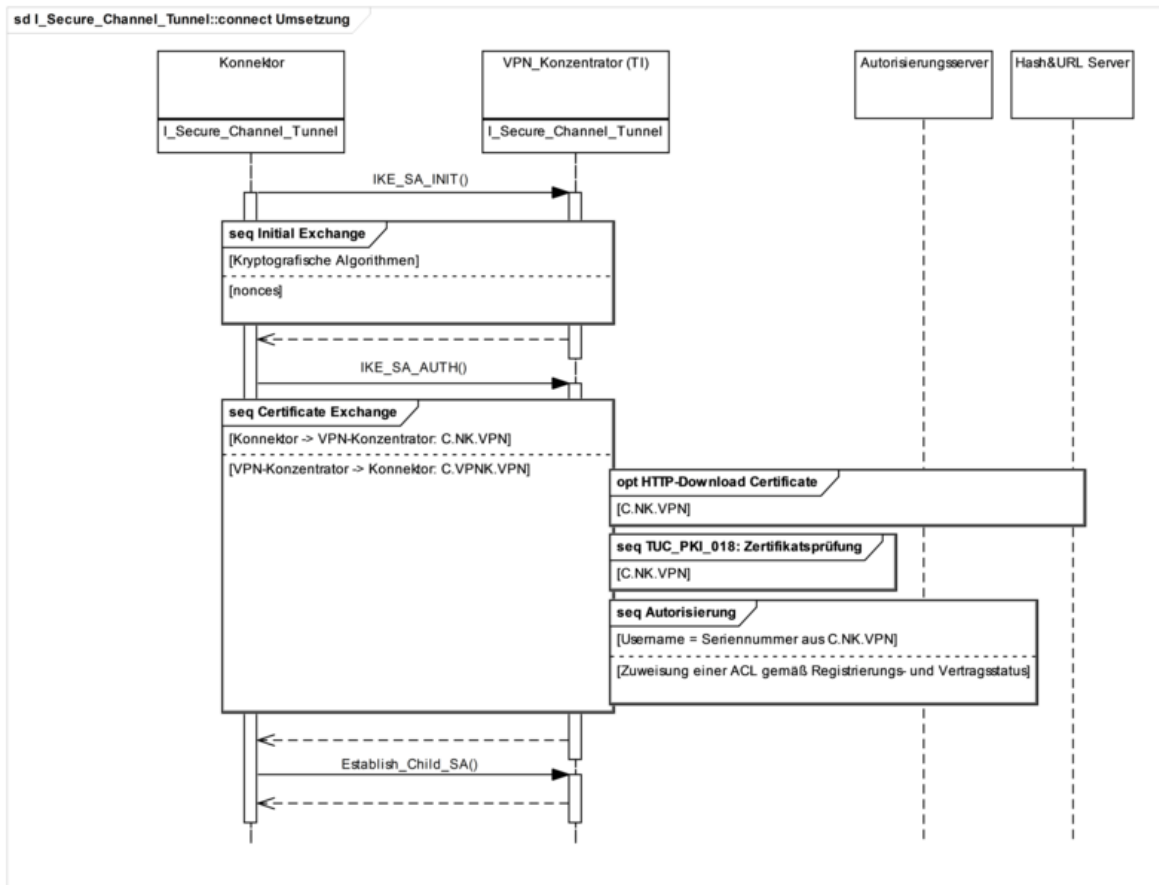 sd I_Secure_Channel_Tunnel::connect Umsetzung
Konnektor
I_Secure_Channel_Tunnel
VPN_Konzentrator (TI)
I_Secure_Channel_Tunnel
Autorisierungsserver
Hash&URL Server
IKE_SA_INIT()
seq Initial Exchange
[Kryptografische Algorithmen]
[nonces]
IKE_SA_AUTH()
seq Certificate Exchange
[Konnektor -> VPN-Konzentrator: C.NK.VPN]
[VPN-Konzentrator -> Konnektor: C.VPNK.VPN]
opt HTTP-Download Certificate
[C.NK.VPN]
seq TUC_PKI_018: Zertifikatsprüfung
[C.NK.VPN]
seq Autorisierung
[Username = Seriennummer aus C.NK.VPN]
[Zuweisung einer ACL gemäß Registrierungs- und Vertragsstatus]
Establish_Child_SA()